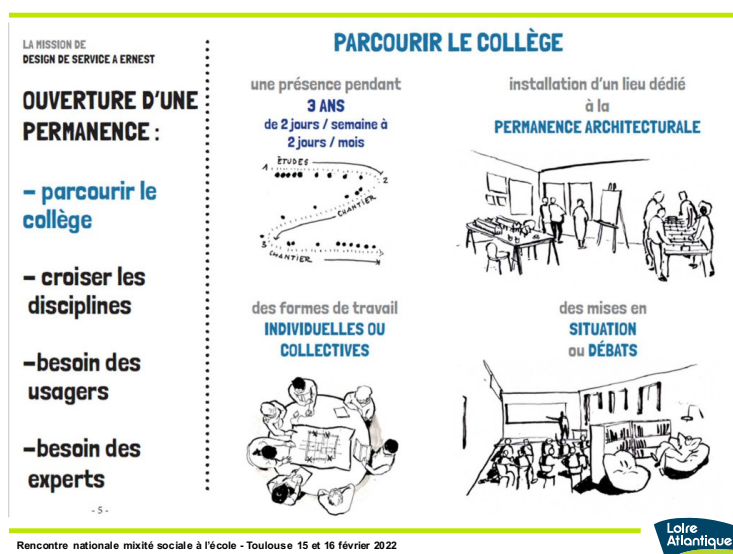 LA MISSION DE
DESIGN DE SERVICE A ERNEST
OUVERTURE D'UNE
PERMANENCE :
– parcourir le
collège
– croiser les
disciplines
–besoin des
usagers
–besoin des
experts
- 5 -
PARCOURIR LE COLLÈGE
une présence pendant
3 ANS
de 2 jours / semaine à
2 jours / mois
ÉTUDES
1
2
CHANTIER
3
CHANTIER
installation d'un lieu dédié
à la
PERMANENCE ARCHITECTURALE
des formes de travail
INDIVIDUELLES OU
COLLECTIVES
des mises en
SITUATION
ou DÉBATS
Rencontre nationale mixité sociale à l'école - Toulouse 15 et 16 février 2022
Loire
Atlantique